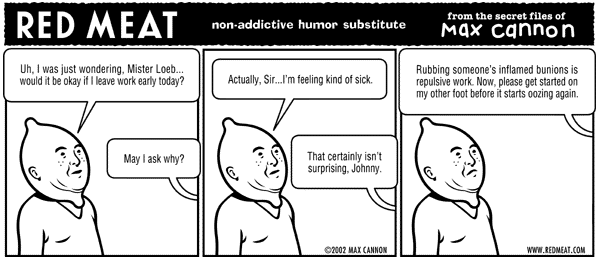 RED MEAT
non-addictive humor substitute
from the secret files of
max cannon
Uh, I was just wondering, Mister Loeb...
would it be okay if I leave work early today?
May I ask why?
Actually, Sir...I'm feeling kind of sick.
That certainly isn't
surprising, Johnny.
©2002 MAX CANNON
Rubbing someone's inflamed bunions is
repulsive work. Now, please get started on
my other foot before it starts oozing again.
WWW.REDMEAT.COM